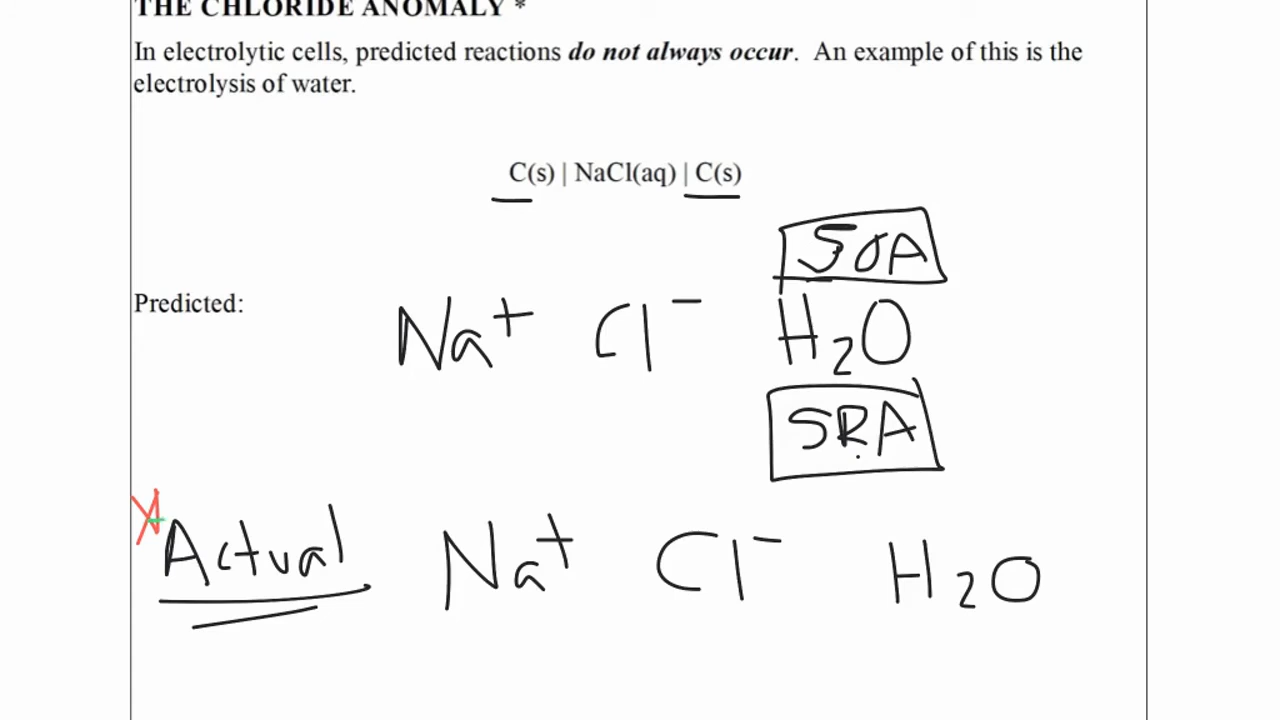 THE CHLORIDE ANOMALY *
In electrolytic cells, predicted reactions do not always occur. An example of this is the
electrolysis of water.
C(s) | NaCl(aq) | C(s)
SOA
Predicted: Na⁺ Cl⁻ H₂O
SRA
Actual Na⁺ Cl⁻ H₂O